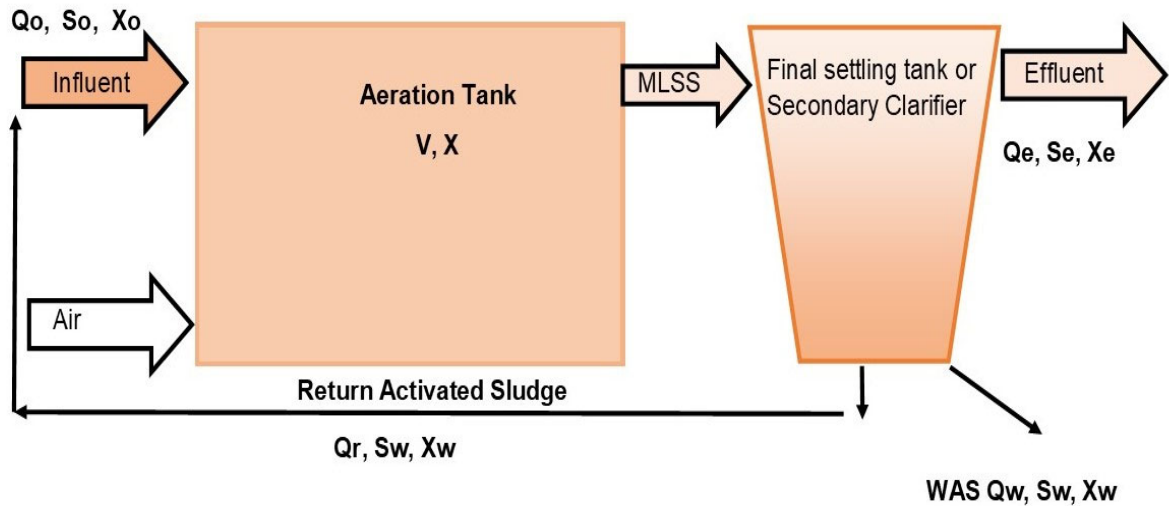 Qo, So, Xo
Influent
Aeration Tank
V, X
MLSS
Final settling tank or
Secondary Clarifier
Effluent
Qe, Se, Xe
Air
Return Activated Sludge
Qr, Sw, Xw
WAS Qw, Sw, Xw